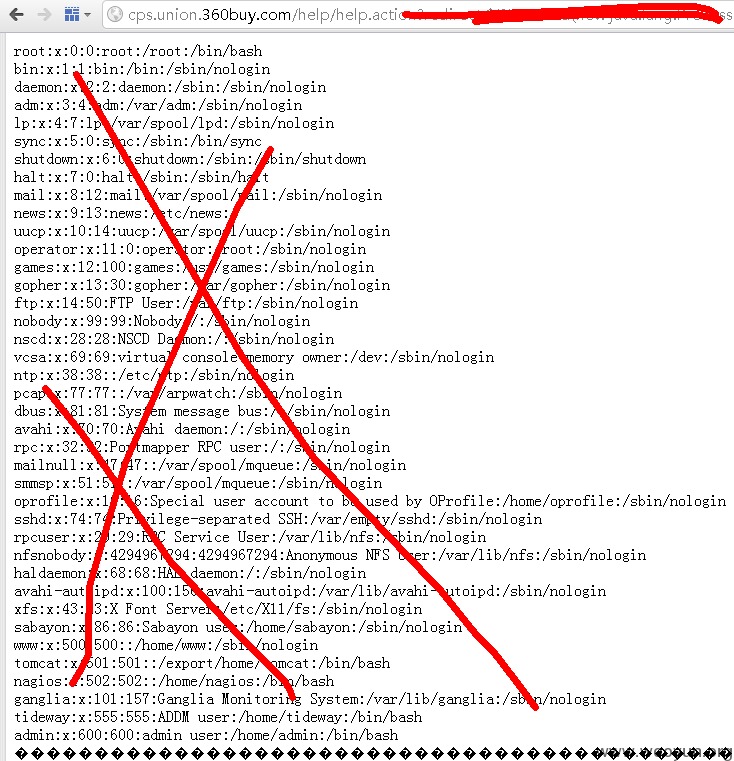 cps.union.360buy.com/help/help.action
root:x:0:0:root:/root:/bin/bash
bin:x:1:1:bin:/bin:/sbin/nologin
daemon:x:2:2:daemon:/sbin:/sbin/nologin
adm:x:3:4:adm:/var/adm:/sbin/nologin
lp:x:4:7:lp:/var/spool/lpd:/sbin/nologin
sync:x:5:0:sync:/sbin:/bin/sync
shutdown:x:6:0:shutdown:/sbin:/sbin/shutdown
halt:x:7:0:halt:/sbin:/sbin/halt
mail:x:8:12:mail:/var/spool/mail:/sbin/nologin
news:x:9:13:news:/etc/news:
uucp:x:10:14:uucp:/var/spool/uucp:/sbin/nologin
operator:x:11:0:operator:/root:/sbin/nologin
games:x:12:100:games:/usr/games:/sbin/nologin
gopher:x:13:30:gopher:/var/gopher:/sbin/nologin
ftp:x:14:50:FTP User:/var/ftp:/sbin/nologin
nobody:x:99:99:Nobody:/:/sbin/nologin
nscd:x:28:28:NSCD Daemon:/:/sbin/nologin
vcsa:x:69:69:virtual console memory owner:/dev:/sbin/nologin
ntp:x:38:38::/etc/ntp:/sbin/nologin
pcap:x:77:77::/var/arpwatch:/sbin/nologin
dbus:x:81:81:System message bus:/:/sbin/nologin
avahi:x:70:70:Avahi daemon:/:/sbin/nologin
rpc:x:32:32:Portmapper RPC user:/:/sbin/nologin
mailnull:x:47:47::/var/spool/mqueue:/sbin/nologin
smmsp:x:51:51::/var/spool/mqueue:/sbin/nologin
oprofile:x:16:16:Special user account to be used by OProfile:/home/oprofile:/sbin/nologin
sshd:x:74:74:Privilege-separated SSH:/var/empty/sshd:/sbin/nologin
rpcuser:x:29:29:RPC Service User:/var/lib/nfs:/sbin/nologin
nfsnobody:x:4294967294:4294967294:Anonymous NFS User:/var/lib/nfs:/sbin/nologin
haldaemon:x:68:68:HAL daemon:/:/sbin/nologin
avahi-autoipd:x:100:156:avahi-autoipd:/var/lib/avahi-autoipd:/sbin/nologin
xfs:x:43:43:X Font Server:/etc/X11/fs:/sbin/nologin
sabayon:x:86:86:Sabayon user:/home/sabayon:/sbin/nologin
www:x:500:500::/home/www:/sbin/nologin
tomcat:x:501:501::/export/home/tomcat:/bin/bash
nagios:x:502:502::/home/nagios:/bin/bash
ganglia:x:101:157:Ganglia Monitoring System:/var/lib/ganglia:/sbin/nologin
tideway:x:555:555:ADDM user:/home/tideway:/bin/bash
admin:x:600:600:admin user:/home/admin:/bin/bash
www.wooyun.org